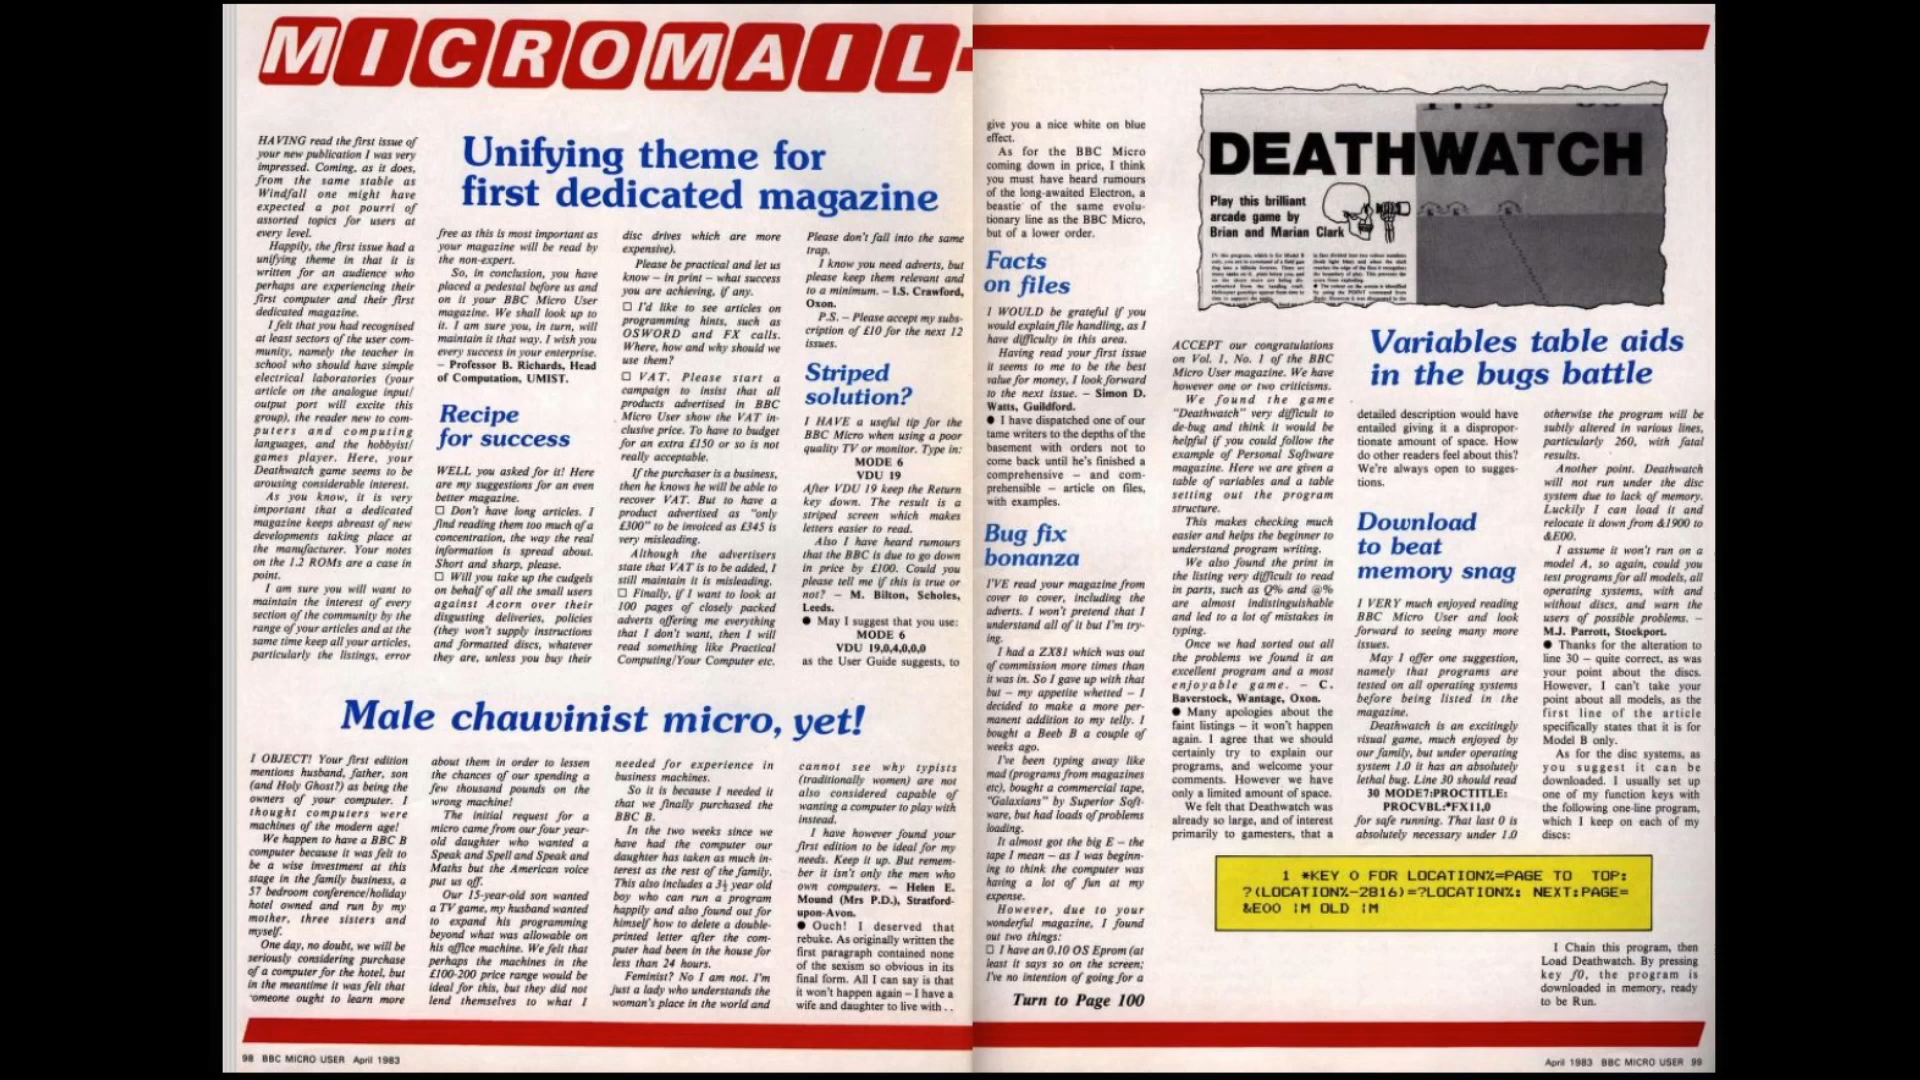 MICROMAIL
Unifying theme for
first dedicated magazine
HAVING read the first issue of
your new publication I was very
impressed. Coming, as it does,
from the same stable as
Windfall one might have
expected a pot pourri of
assorted topics for users at
every level.
Happily, the first issue had a
unifying theme in that it is
written for an audience who
perhaps are experiencing their
first computer and their first
dedicated magazine.
I felt that you had recognised
at least sectors of the user com-
munity, namely the teacher in
school who should have simple
electrical laboratories (your
article on the analogue input/
output port will excite this
group), the reader new to com-
puters and computing
languages, and the hobbyist/
games player. Here, your
Deathwatch game seems to be
arousing considerable interest.
As you know, it is very
important that a dedicated
magazine keeps abreast of new
developments taking place at
the manufacturer. Your notes
on the 1.2 ROMs are a case in
point.
I am sure you will want to
maintain the interest of every
section of the community by the
range of your articles and at the
same time keep all your articles,
particularly the listings, error
free as this is most important as
your magazine will be read by
the non-expert.
So, in conclusion, you have
placed a pedestal before us and
on it your BBC Micro User
magazine. We shall look up to
it. I am sure you, in turn, will
maintain it that way. I wish you
every success in your enterprise.
– Professor B. Richards, Head
of Computation, UMIST.
Recipe
for success
WELL you asked for it! Here
are my suggestions for an even
better magazine.
□ Don't have long articles. I
find reading them too much of a
concentration, the way the real
information is spread about.
Short and sharp, please.
□ Will you take up the cudgels
on behalf of all the small users
against Acorn over their
disgusting deliveries, policies
(they won't supply instructions
and formatted discs, whatever
they are, unless you buy their
disc drives which are more
expensive).
Please be practical and let us
know – in print – what success
you are achieving, if any.
□ I'd like to see articles on
programming hints, such as
OSWORD and FX calls.
Where, how and why should we
use them?
□ VAT. Please start a
campaign to insist that all
products advertised in BBC
Micro User show the VAT in-
clusive price. To have to budget
for an extra £150 or so is not
really acceptable.
If the purchaser is a business,
then he knows he will be able to
recover VAT. But to have a
product advertised as "only
£300" to be invoiced as £345 is
very misleading.
Although the advertisers
state that VAT is to be added, I
still maintain it is misleading.
□ Finally, if I want to look at
100 pages of closely packed
adverts offering me everything
that I don't want, then I will
read something like Practical
Computing/Your Computer etc.
Please don't fall into the same
trap.
I know you need adverts, but
please keep them relevant and
to a minimum. – I.S. Crawford,
Oxon.
P.S. – Please accept my subs-
cription of £10 for the next 12
issues.
Striped
solution?
I HAVE a useful tip for the
BBC Micro when using a poor
quality TV or monitor. Type in:
MODE 6
VDU 19
After VDU 19 keep the Return
key down. The result is a
striped screen which makes
letters easier to read.
Also I have heard rumours
that the BBC is due to go down
in price by £100. Could you
please tell me if this is true or
not? – M. Bilton, Scholes,
Leeds.
● May I suggest that you use:
MODE 6
VDU 19,0,4,0,0,0
as the User Guide suggests, to
Male chauvinist micro, yet!
I OBJECT! Your first edition
mentions husband, father, son
(and Holy Ghost?) as being the
owners of your computer. I
thought computers were
machines of the modern age!
We happen to have a BBC B
computer because it was felt to
be a wise investment at this
stage in the family business, a
57 bedroom conference/holiday
hotel owned and run by my
mother, three sisters and
myself.
One day, no doubt, we will be
seriously considering purchase
of a computer for the hotel, but
in the meantime it was felt that
someone ought to learn more
about them in order to lessen
the chances of our spending a
few thousand pounds on the
wrong machine!
The initial request for a
micro came from our four year-
old daughter who wanted a
Speak and Spell and Speak and
Maths but the American voice
put us off.
Our 15-year-old son wanted
a TV game, my husband wanted
to expand his programming
beyond what was allowable on
his office machine. We felt that
perhaps the machines in the
£100-200 price range would be
ideal for this, but they did not
lend themselves to what I
needed for experience in
business machines.
So it is because I needed it
that we finally purchased the
BBC B.
In the two weeks since we
have had the computer our
daughter has taken as much in-
terest as the rest of the family.
This also includes a 3½ year old
boy who can run a program
happily and also found out for
himself how to delete a double-
printed letter after the com-
puter had been in the house for
less than 24 hours.
Feminist? No I am not. I'm
just a lady who understands the
woman's place in the world and
cannot see why typists
(traditionally women) are not
also considered capable of
wanting a computer to play with
instead.
I have however found your
first edition to be ideal for my
needs. Keep it up. But remem-
ber it isn't only the men who
own computers. – Helen E.
Mound (Mrs P.D.), Stratford-
upon-Avon.
● Ouch! I deserved that
rebuke. As originally written the
first paragraph contained none
of the sexism so obvious in its
final form. All I can say is that
it won't happen again – I have a
wife and daughter to live with . .
98 BBC MICRO USER April 1983
give you a nice white on blue
effect.
As for the BBC Micro
coming down in price, I think
you must have heard rumours
of the long-awaited Electron, a
beastie of the same evolu-
tionary line as the BBC Micro,
but of a lower order.
Facts
on files
I WOULD be grateful if you
would explain file handling, as I
have difficulty in this area.
Having read your first issue
it seems to me to be the best
value for money, I look forward
to the next issue. – Simon D.
Watts, Guildford.
● I have dispatched one of our
tame writers to the depths of the
basement with orders not to
come back until he's finished a
comprehensive – and com-
prehensible – article on files,
with examples.
Bug fix
bonanza
I'VE read your magazine from
cover to cover, including the
adverts. I won't pretend that I
understand all of it but I'm try-
ing.
I had a ZX81 which was out
of commission more times than
it was in. So I gave up with that
but – my appetite whetted – I
decided to make a more per-
manent addition to my telly. I
bought a Beeb B a couple of
weeks ago.
I've been typing away like
mad (programs from magazines
etc), bought a commercial tape,
"Galaxians" by Superior Soft-
ware, but had loads of problems
loading.
It almost got the big E – the
tape I mean – as I was beginn-
ing to think the computer was
having a lot of fun at my
expense.
However, due to your
wonderful magazine, I found
out two things:
□ I have an 0.10 OS Eprom (at
least it says so on the screen;
I've no intention of going for a
Turn to Page 100
DEATHWATCH
Play this brilliant
arcade game by
Brian and Marian Clark
Variables table aids
in the bugs battle
ACCEPT our congratulations
on Vol. 1, No. 1 of the BBC
Micro User magazine. We have
however one or two criticisms.
We found the game
"Deathwatch" very difficult to
de-bug and think it would be
helpful if you could follow the
example of Personal Software
magazine. Here we are given a
table of variables and a table
setting out the program
structure.
This makes checking much
easier and helps the beginner to
understand program writing.
We also found the print in
the listing very difficult to read
in parts, such as Q% and @%
are almost indistinguishable
and led to a lot of mistakes in
typing.
Once we had sorted out all
the problems we found it an
excellent program and a most
enjoyable game. – C.
Baverstock, Wantage, Oxon.
● Many apologies about the
faint listings – it won't happen
again. I agree that we should
certainly try to explain our
programs, and welcome your
comments. However we have
only a limited amount of space.
We felt that Deathwatch was
already so large, and of interest
primarily to gamesters, that a
detailed description would have
entailed giving it a dispropor-
tionate amount of space. How
do other readers feel about this?
We're always open to sugges-
tions.
Download
to beat
memory snag
I VERY much enjoyed reading
BBC Micro User and look
forward to seeing many more
issues.
May I offer one suggestion,
namely that programs are
tested on all operating systems
before being listed in the
magazine.
Deathwatch is an excitingly
visual game, much enjoyed by
our family, but under operating
system 1.0 it has an absolutely
lethal bug. Line 30 should read
30 MODE7:PROCTITLE:
PROCVBL:*FX11,0
for safe running. That last 0 is
absolutely necessary under 1.0
otherwise the program will be
subtly altered in various lines,
particularly 260, with fatal
results.
Another point. Deathwatch
will not run under the disc
system due to lack of memory.
Luckily I can load it and
relocate it down from &1900 to
&E00.
I assume it won't run on a
model A, so again, could you
test programs for all models, all
operating systems, with and
without discs, and warn the
users of possible problems. –
M.J. Parrott, Stockport.
● Thanks for the alteration to
line 30 – quite correct, as was
your point about the discs.
However, I can't take your
point about all models, as the
first line of the article
specifically states that it is for
Model B only.
As for the disc systems, as
you suggest it can be
downloaded. I usually set up
one of my function keys with
the following one-line program,
which I keep on each of my
discs:
1 *KEY 0 FOR LOCATION%=PAGE TO TOP:
?(LOCATION%-2816)=?LOCATION%: NEXT:PAGE=
&E00 |M OLD |M
I Chain this program, then
Load Deathwatch. By pressing
key f0, the program is
downloaded in memory, ready
to be Run.
April 1983 BBC MICRO USER 99